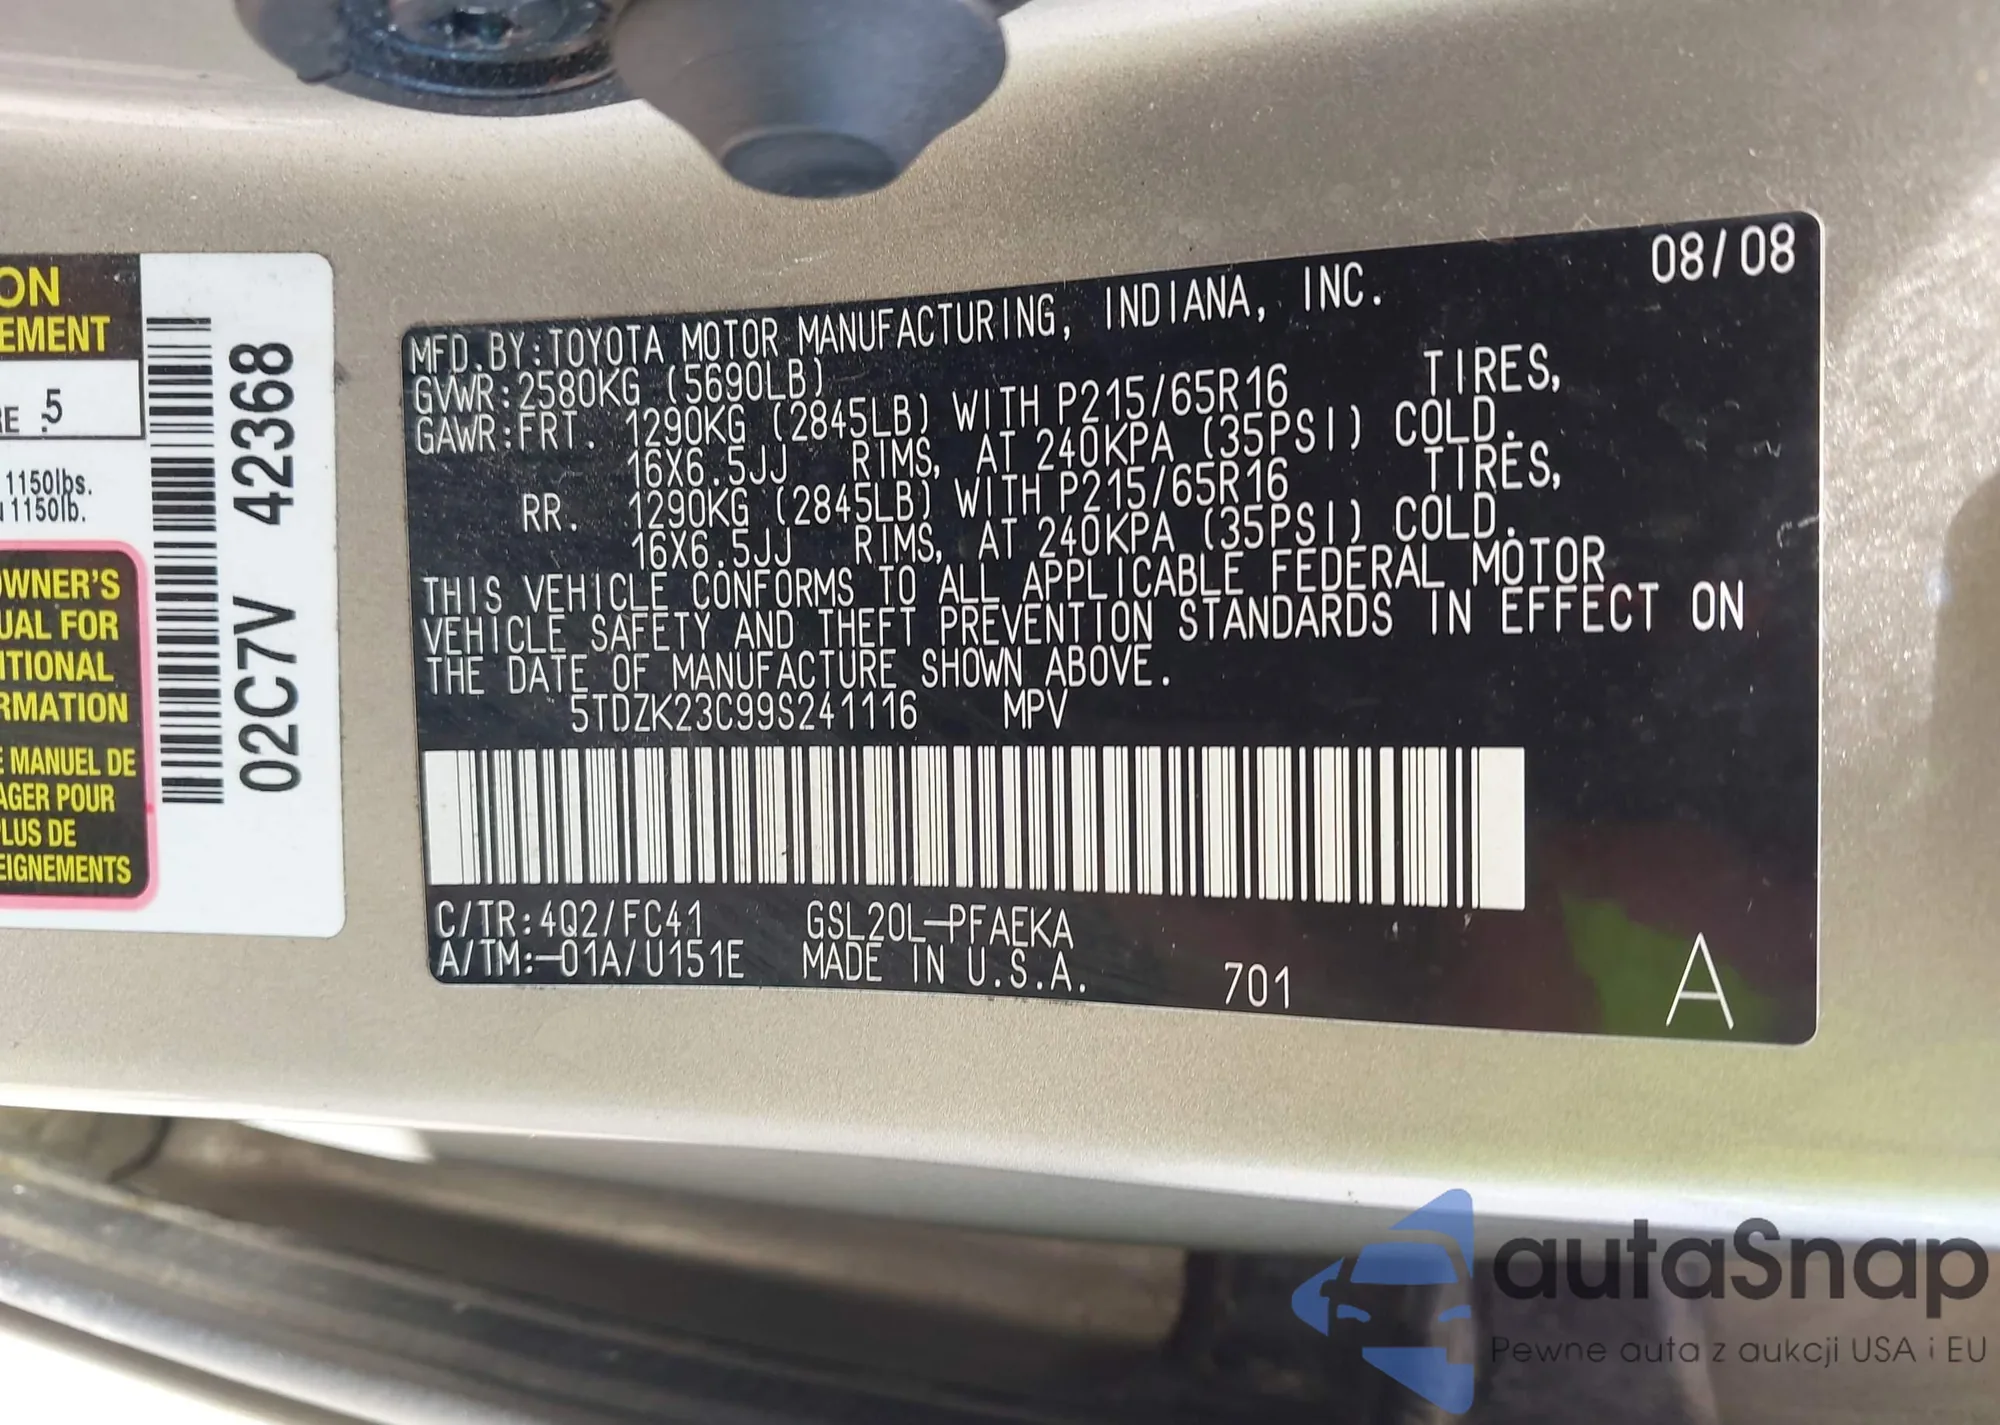 ON
EMENT
RE 5
1150lbs.
1150lb.
OWNER'S
UAL FOR
ITIONAL
RMATION
E MANUEL DE
AGER POUR
PLUS DE
EIGNEMENTS
02C7V 42368
08/08
MFD.BY:TOYOTA MOTOR MANUFACTURING, INDIANA, INC.
GVWR:2580KG (5690LB)
GAWR:FRT. 1290KG (2845LB) WITH P215/65R16 TIRES,
16X6.5JJ RIMS, AT 240KPA (35PSI) COLD.
RR. 1290KG (2845LB) WITH P215/65R16 TIRES,
16X6.5JJ RIMS, AT 240KPA (35PSI) COLD.
THIS VEHICLE CONFORMS TO ALL APPLICABLE FEDERAL MOTOR
VEHICLE SAFETY AND THEFT PREVENTION STANDARDS IN EFFECT ON
THE DATE OF MANUFACTURE SHOWN ABOVE.
5TDZK23C99S241116 MPV
C/TR:4Q2/FC41 GSL20L-PFAEKA
A/TM:-01A/U151E MADE IN U.S.A. 701 A
autaSnap
Pewne auta z aukcji USA i EU